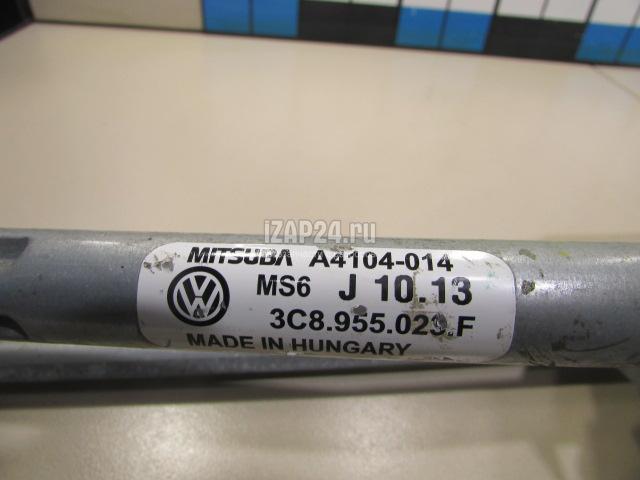 IZAP24.ru
MITSUBA A4104-014
MS6 J 10.13
3C8.955.023.F
MADE IN HUNGARY